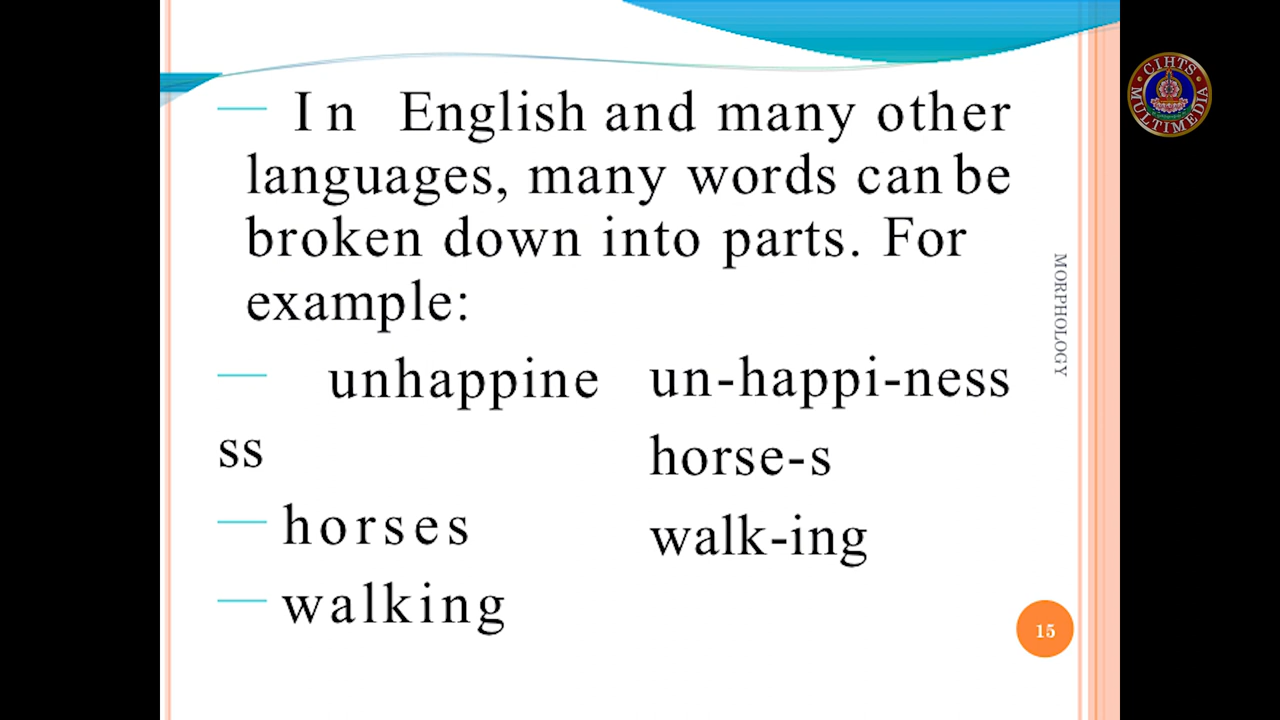 In English and many other
languages, many words can be
broken down into parts. For
example:
unhappine
ss
horses
walking
un-happi-ness
horse-s
walk-ing
MORPHOLOGY
15
CIHTS
MULTIMEDIA